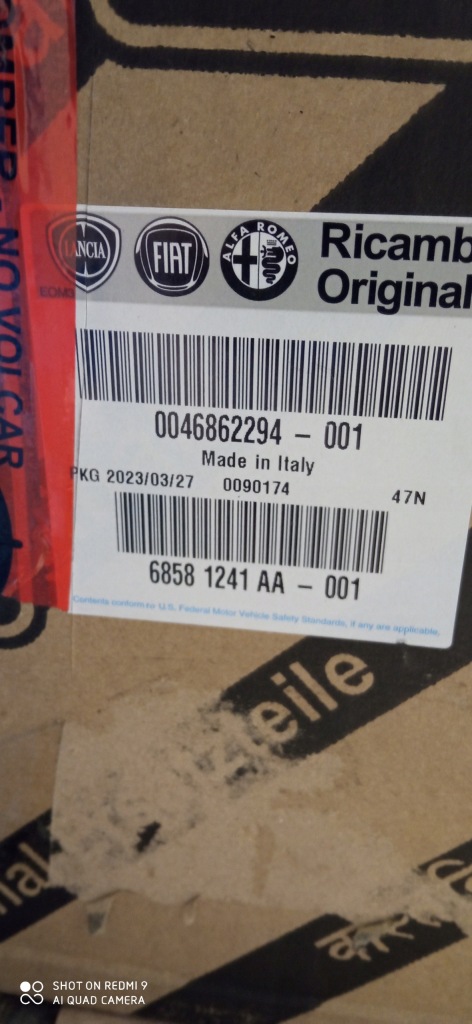 NO VOLCAR
LANCIA
FIAT
ALFA ROMEO
Ricamb
Original
0046862294 - 001
Made in Italy
PKG 2023/03/27 0090174 47N
6858 1241 AA - 001
Contents conform to U.S. Federal Motor Vehicle Safety Standards, if any are applicable.
teile
nal
SHOT ON REDMI 9
AI QUAD CAMERA